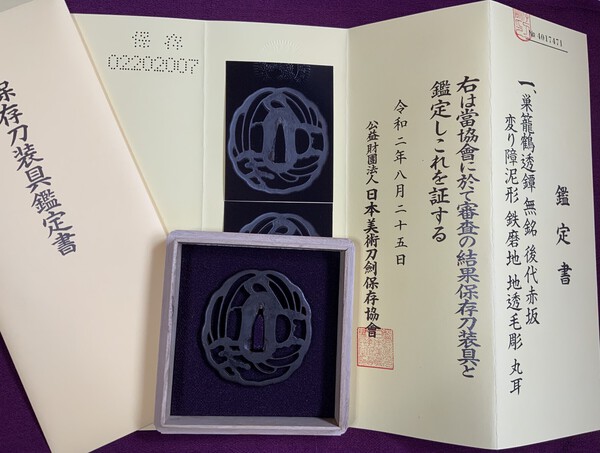 No 4047471
鑑定書
一、巣籠鶴透鐔 無銘 後代赤坂
変り障泥形 鉄磨地 地透毛彫 丸耳
右は當協會に於て審査の結果保存刀装具と
鑑定しこれを証する
令和二年八月二十五日
公益財團法人 日本美術刀劍保存協會
保存
02202007
保存刀装具鑑定書